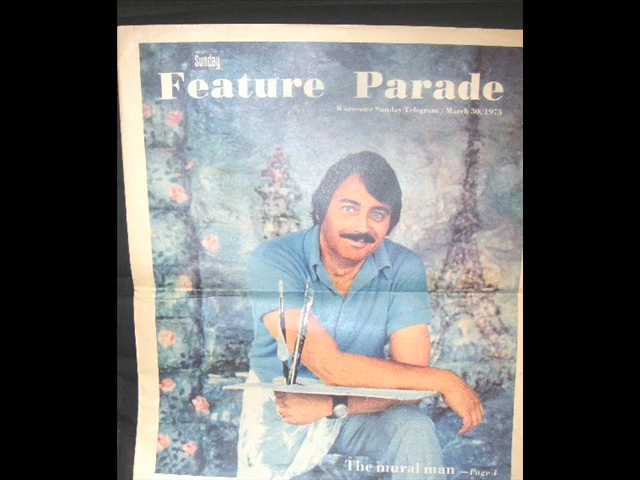 Sunday
Feature Parade
Worcester Sunday Telegram / March 30, 1975
The mural man —Page 4